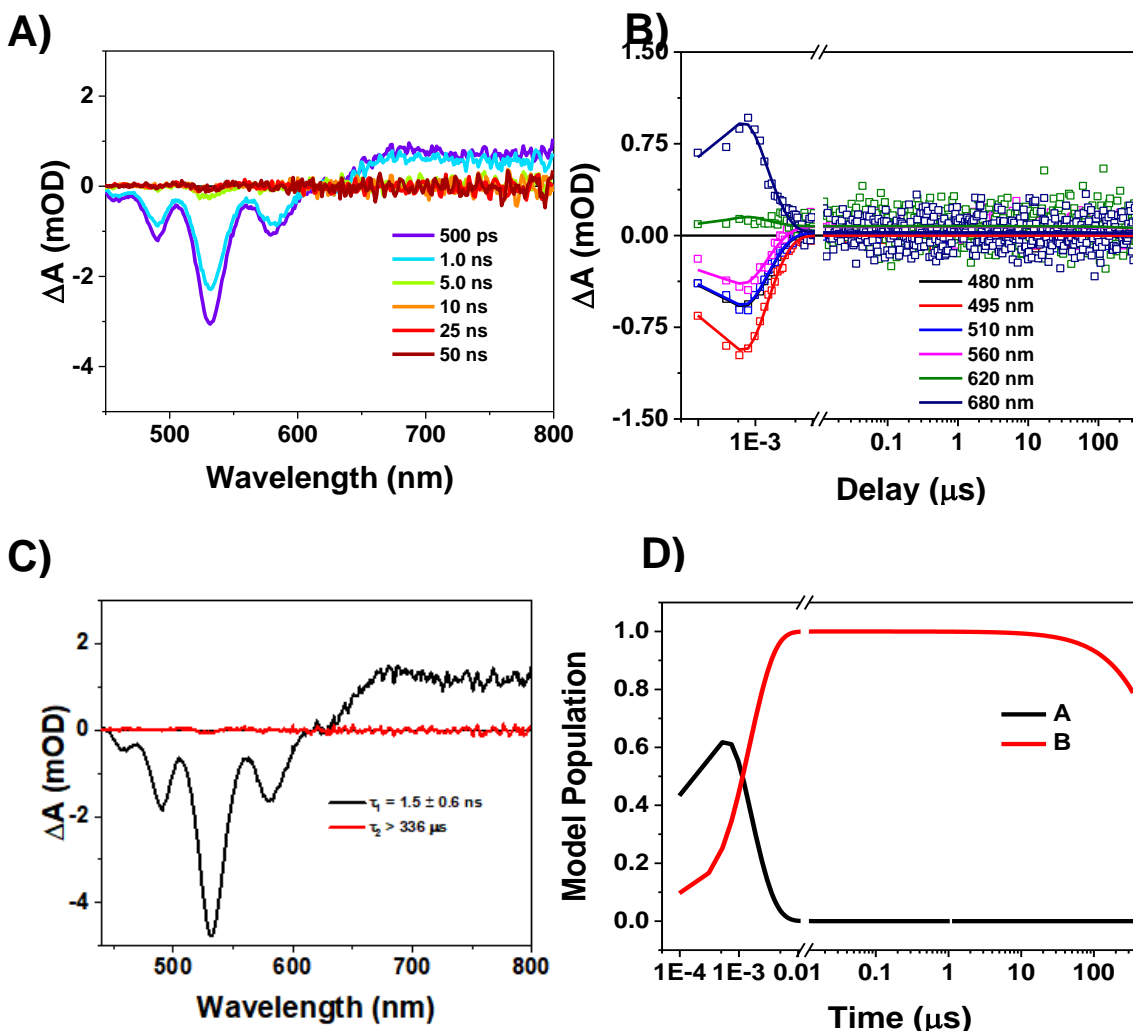 A)
ΔA (mOD)
2
0
-2
-4
500 ps
1.0 ns
5.0 ns
10 ns
25 ns
50 ns
500
600
700
800
Wavelength (nm)
B)
ΔA (mOD)
1.50
0.75
0.00
-0.75
-1.50
480 nm
495 nm
510 nm
560 nm
620 nm
680 nm
1E-3
0.1
1
10
100
Delay (μs)
C)
ΔA (mOD)
2
0
-2
-4
τ1 = 1.5 ± 0.6 ns
τ2 > 336 μs
500
600
700
800
Wavelength (nm)
D)
Model Population
1.0
0.8
0.6
0.4
0.2
0.0
A
B
1E-4
1E-3
0.01
0.1
1
10
100
Time (μs)